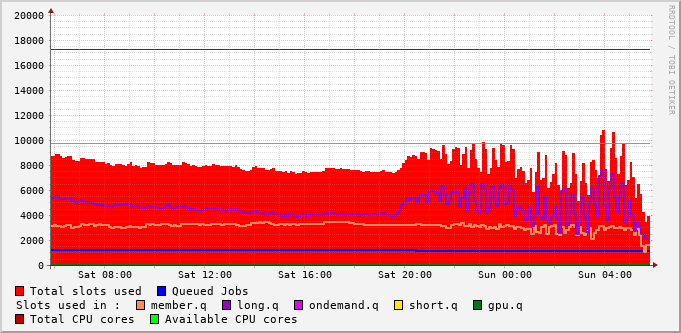 RRDTOOL / TOBI OETIKER
20000
18000
16000
14000
12000
10000
8000
6000
4000
2000
0
Sat 08:00 Sat 12:00 Sat 16:00 Sat 20:00 Sun 00:00 Sun 04:00
Total slots used Queued Jobs
Slots used in : member.q long.q ondemand.q short.q gpu.q
Total CPU cores Available CPU cores